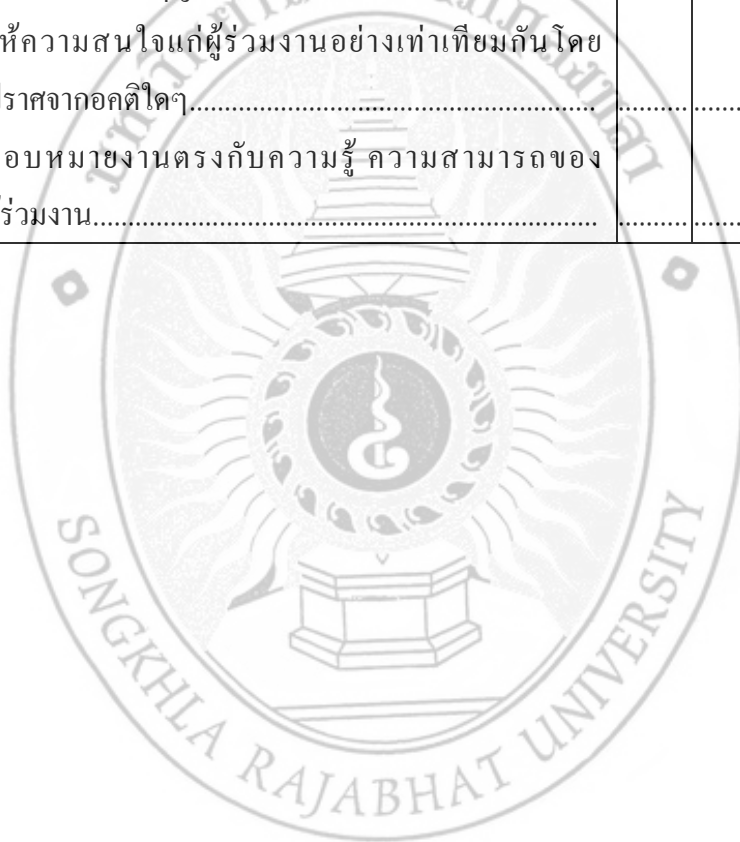 ห้ความสนใจแก่ผู้ร่วมงานอย่างเท่าเทียมกันโดย
ปราศจากอคติใดๆ
อบหมายงานตรงกับความรู้ ความสามารถของ
ร่วมงาน
SONGKHLA RAJABHAT UNIVERSITY